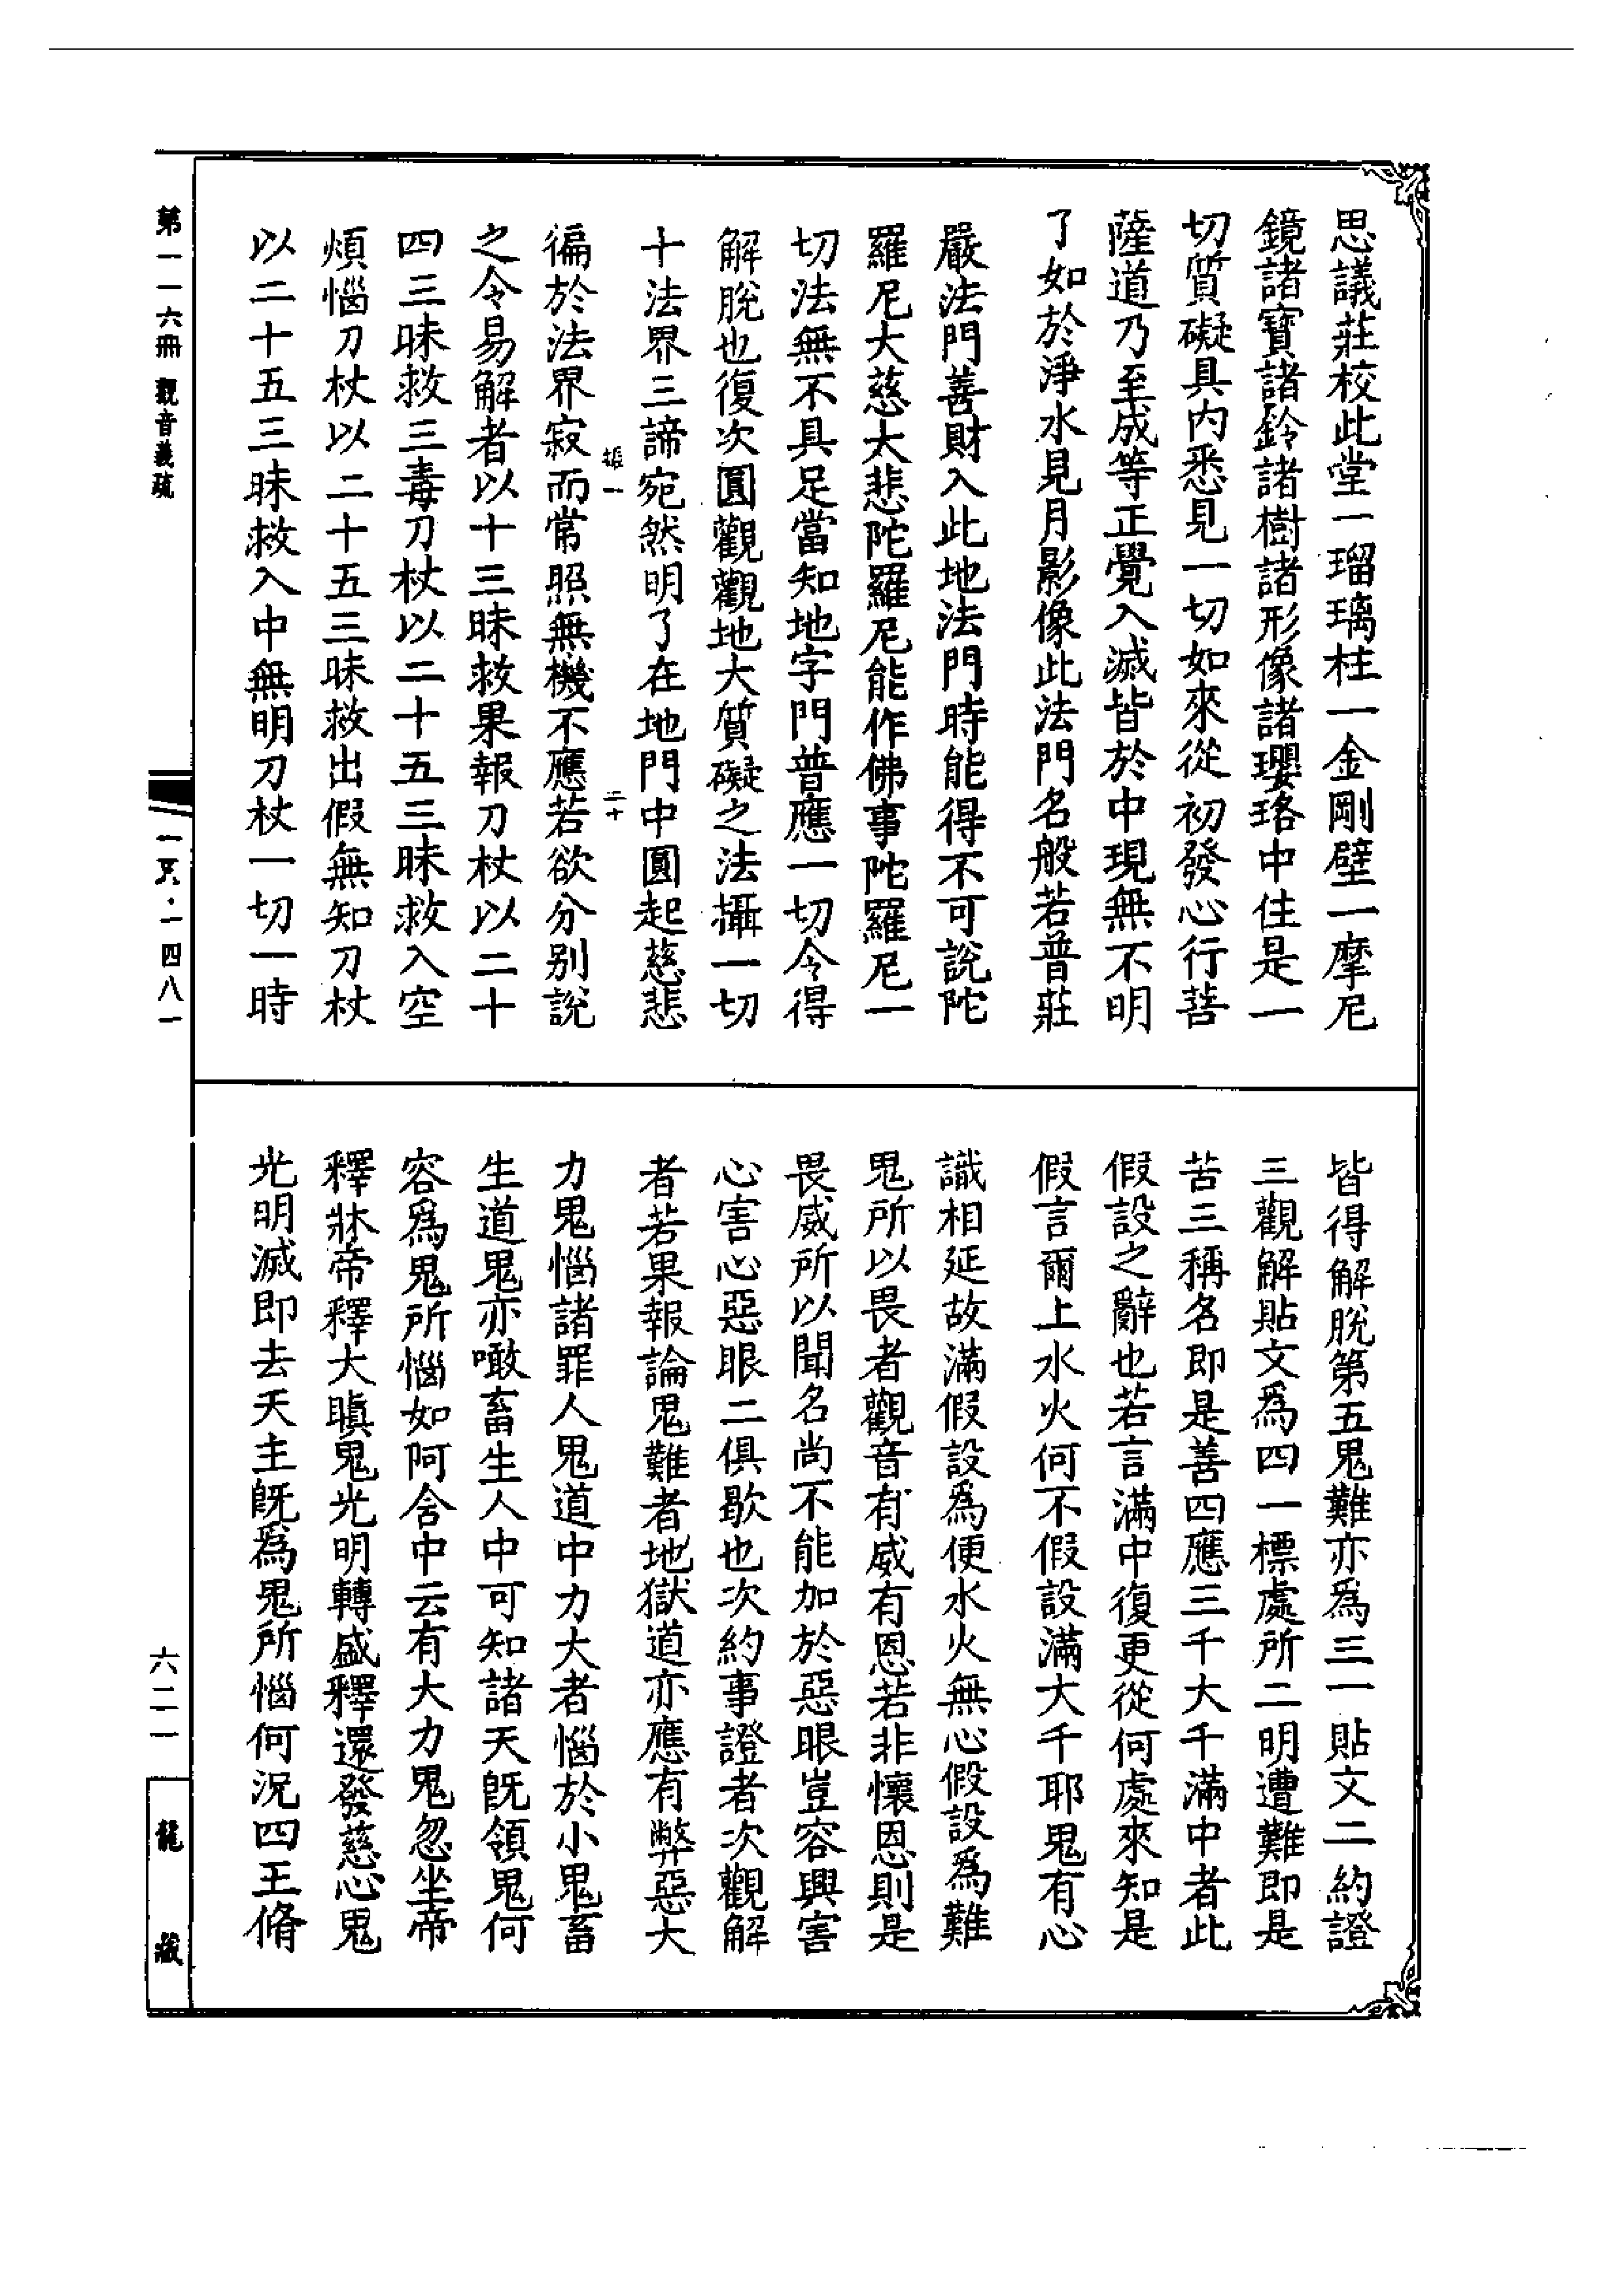 思議莊校此堂一瑠璃柱一金剛壁一摩尼
鏡諸寶諸鈴諸樹諸形像諸瓔珞中住是一
切質礙具內悉見一切如來從初發心行菩
薩道乃至成等正覺入滅皆於中現無不明
了如於淨水見月影像此法門名般若普莊
嚴法門善財入此地法門時能得不可說陀
羅尼大慈大悲陀羅尼能作佛事陀羅尼一
切法無不具足當知地字門普應一切令得
解脫也復次圓觀觀地大質礙之法攝一切
十法界三諦宛然明了在地門中圓起慈悲
振一 二十
徧於法界寂而常照無機不應若欲分別說
之令易解者以十三昧救果報刀杖以二十
四三昧救三毒刀杖以二十五三昧救入空
煩惱刀杖以二十五三昧救出假無知刀杖
以二十五三昧救入中無明刀杖一切一時
皆得解脫第五鬼難亦爲三一貼文二約證
三觀解貼文爲四一標處所二明遭難即是
苦三稱名即是善四應三千大千滿中者此
假設之辭也若言滿中復更從何處來知是
假言爾上水火何不假設滿大千耶鬼有心
識相延故滿假設爲便水火無心假設爲難
鬼所以畏者觀音有威有恩若非懷恩則是
畏威所以聞名尚不能加於惡眼豈容興害
心害心惡眼二俱歇也次約事證者次觀解
者若果報論鬼難者地獄道亦應有弊惡大
力鬼惱諸罪人鬼道中力大者惱於小鬼畜
生道鬼亦噉畜生人中可知諸天旣領鬼何
容爲鬼所惱如阿含中云有大力鬼忽坐帝
釋牀帝釋大瞋鬼光明轉盛釋還發慈心鬼
光明滅即去天主旣爲鬼所惱何況四王脩
第一一六冊 觀音義疏
一〇·一四八一
六二一
龍藏